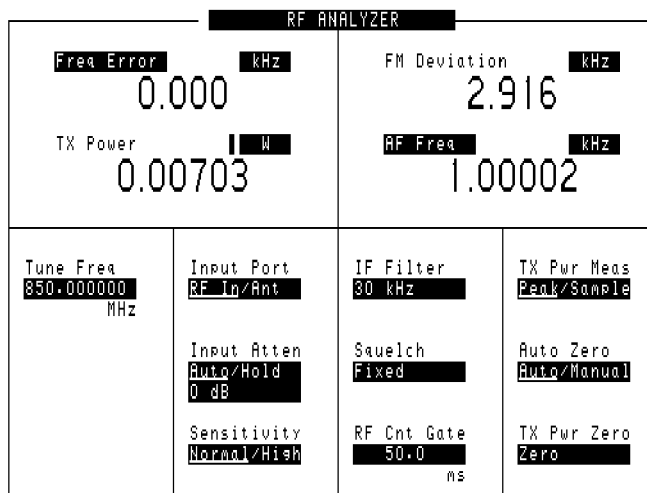 RF ANALYZER
Freq Error kHz
0.000
TX Power W
0.00703
FM Deviation kHz
2.916
AF Freq kHz
1.00002
Tune Freq
850.000000
MHz
Input Port
RF In/Ant
Input Atten
Auto/Hold
0 dB
Sensitivity
Normal/High
IF Filter
30 kHz
Squelch
Fixed
RF Cnt Gate
50.0
ms
TX Pwr Meas
Peak/Sample
Auto Zero
Auto/Manual
TX Pwr Zero
Zero